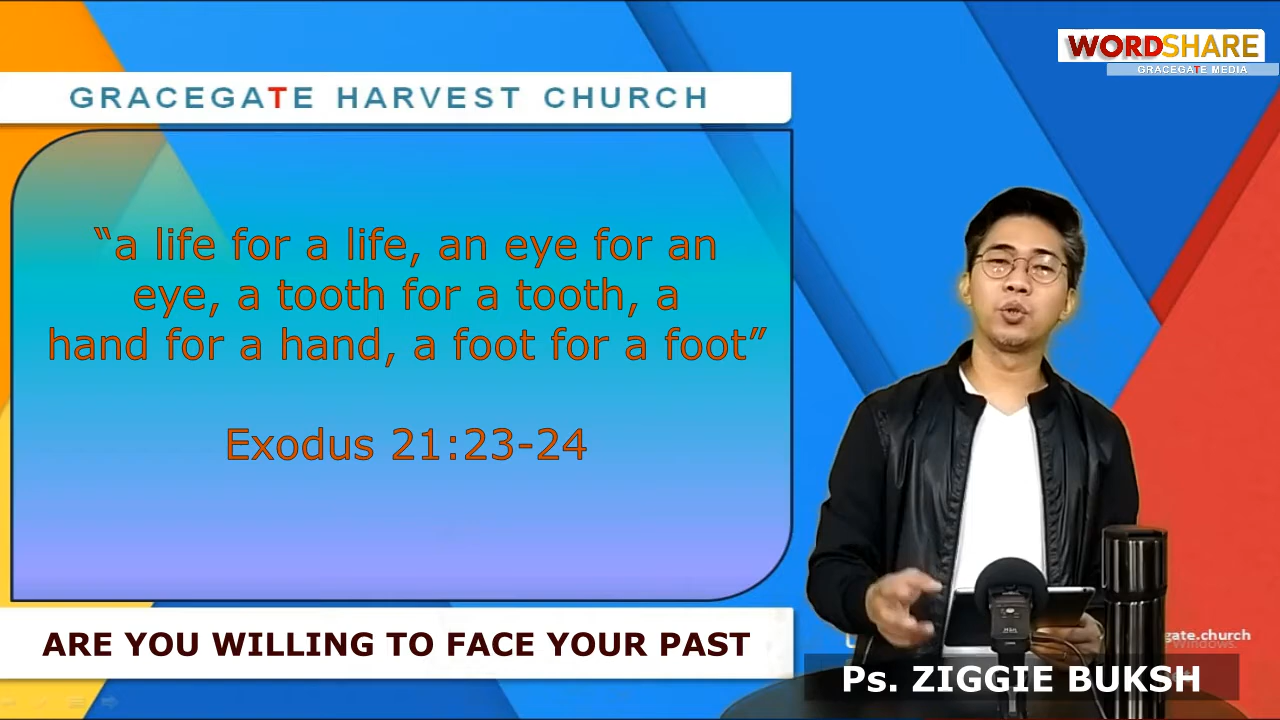 WORDSHARE
GRACEGATE MEDIA
GRACEGATE HARVEST CHURCH
“a life for a life, an eye for an
eye, a tooth for a tooth, a
hand for a hand, a foot for a foot”
Exodus 21:23-24
ARE YOU WILLING TO FACE YOUR PAST
gate.church
Windows.
Ps. ZIGGIE BUKSH